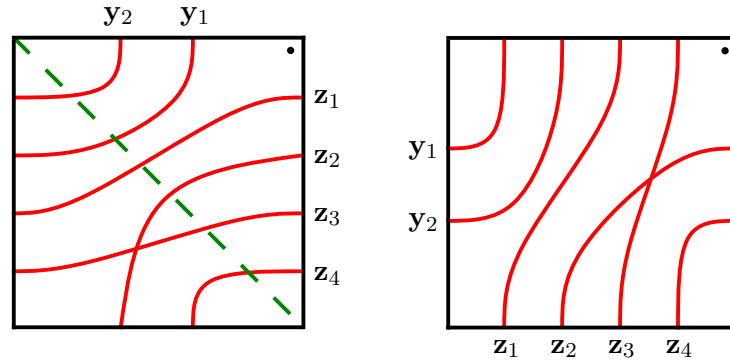 y₂ y₁
z₁
z₂
z₃
z₄
y₁
y₂
z₁ z₂ z₃ z₄